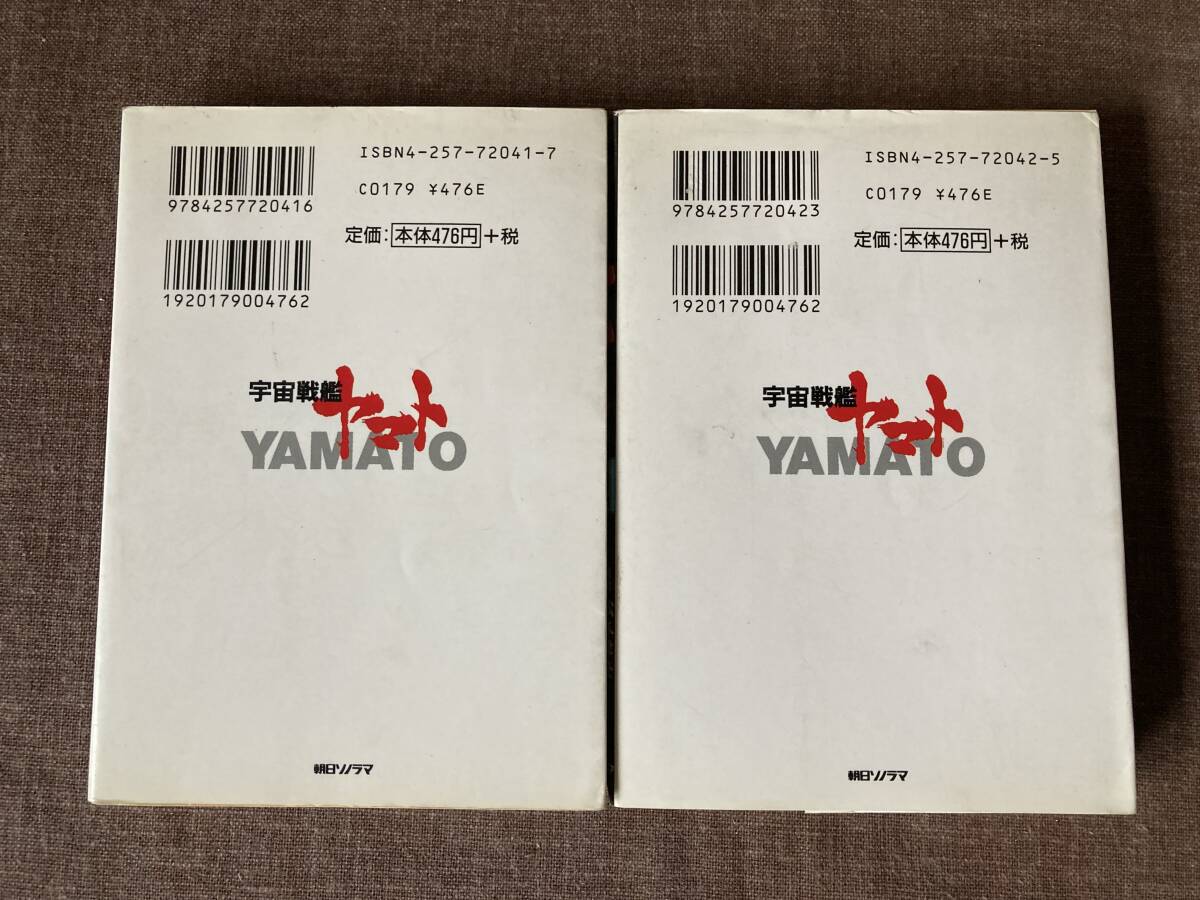 ISBN4-257-72041-7
9784257720416
C0179 ¥476E
定価：本体476円+税
1920179004762
宇宙戦艦
ヤマト
YAMATO
朝日ソノラマ
ISBN4-257-72042-5
9784257720423
C0179 ¥476E
定価：本体476円+税
1920179004762
宇宙戦艦
ヤマト
YAMATO
朝日ソノラマ